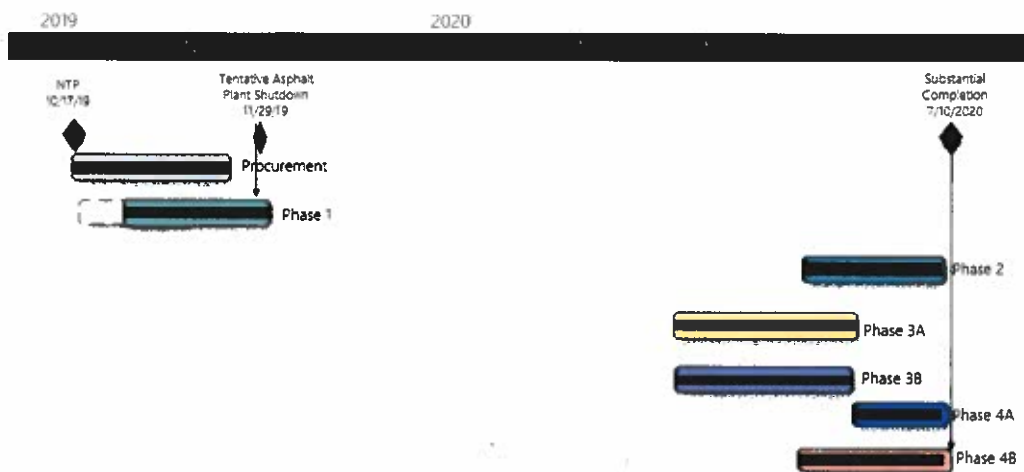 2019
2020
NTP
10/17/19
Tentative Asphalt
Plant Shutdown
11/29/19
Substantial
Completion
7/10/2020
Procurement
Phase 1
Phase 2
Phase 3A
Phase 3B
Phase 4A
Phase 4B